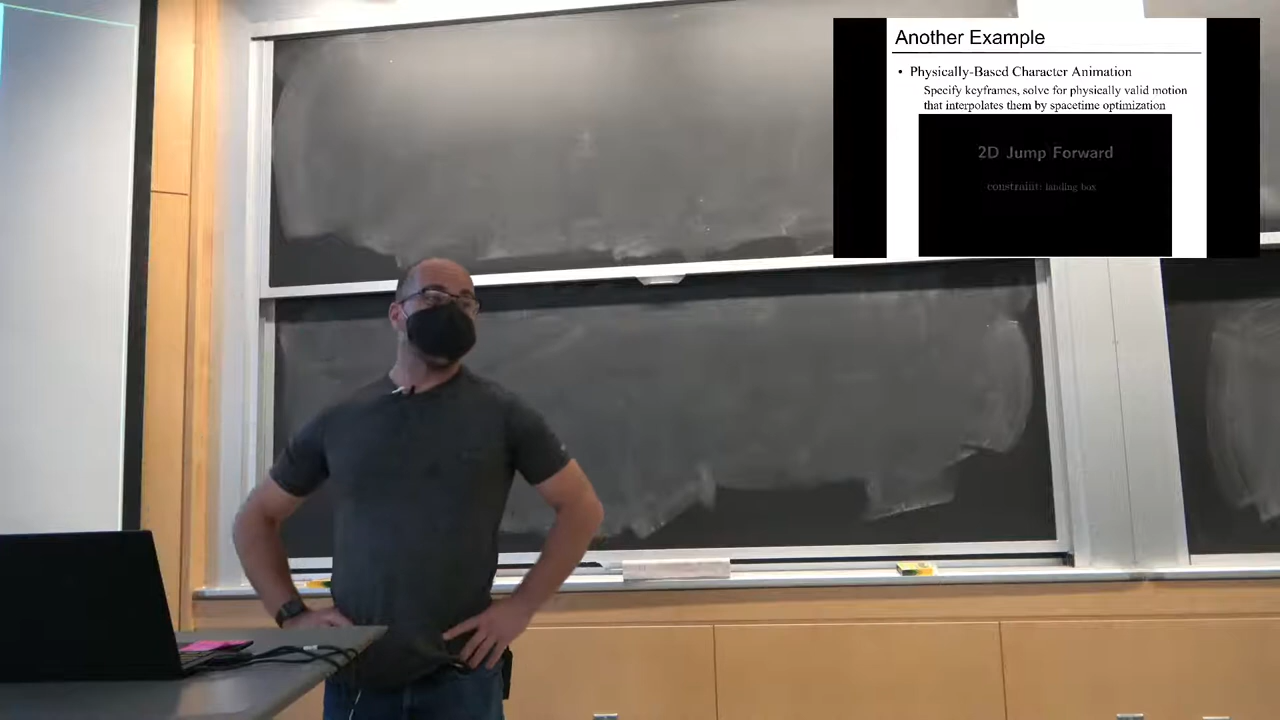 Another Example
• Physically-Based Character Animation
Specify keyframes, solve for physically valid motion
that interpolates them by spacetime optimization
2D Jump Forward
constraint: landing box